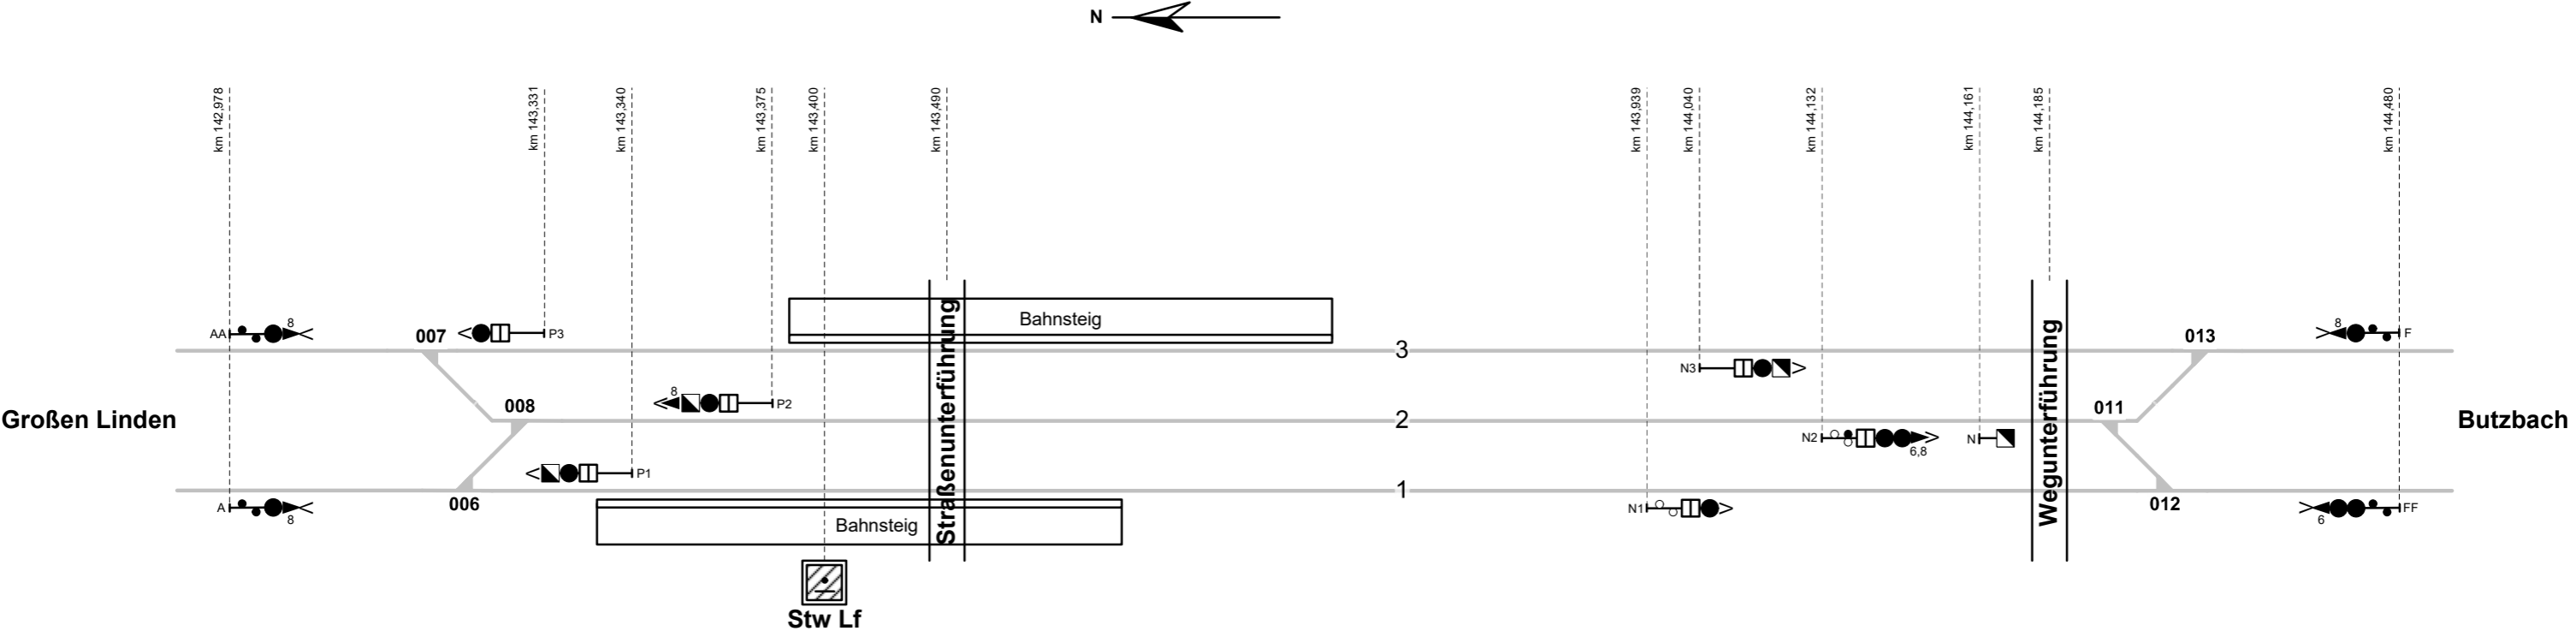 N
km 142,978
km 143,331
km 143,340
km 143,375
km 143,400
km 143,490
km 143,939
km 144,040
km 144,132
km 144,161
km 144,185
km 144,480
Bahnsteig
AA
8
007
P3
3
N3
013
8
F
Großen Linden
008
8
P2
2
N2
6,8
N
011
Butzbach
P1
1
A
8
006
Bahnsteig
N1
012
6
FF
Straßenunterführung
Wegunterführung
Stw Lf